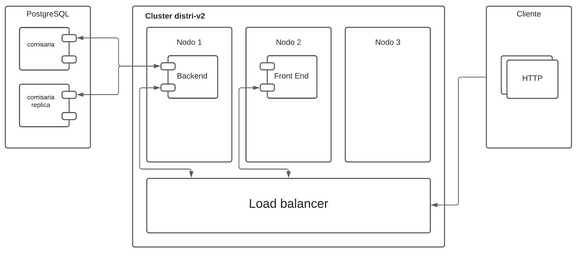 PostgreSQL
comisaria
comisaria
replica
Cluster distri-v2
Nodo 1
Backend
Nodo 2
Front End
Nodo 3
Load balancer
Cliente
HTTP